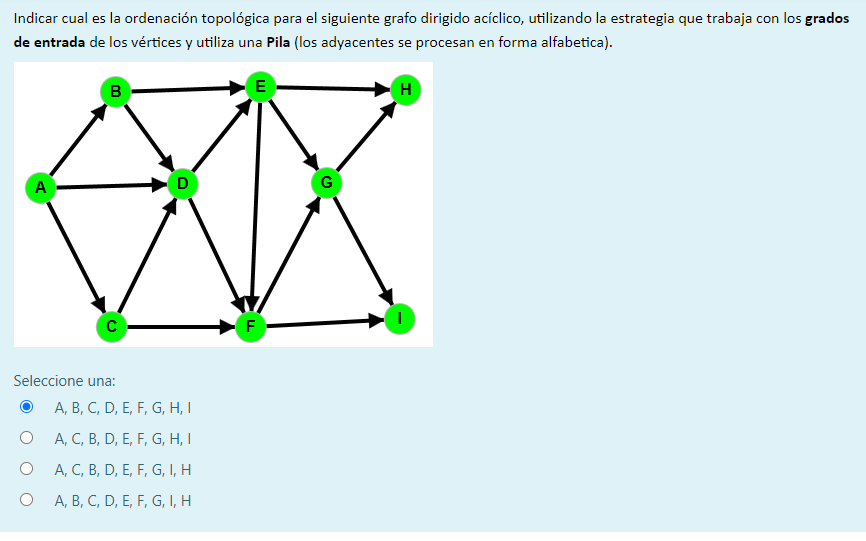 Indicar cual es la ordenación topológica para el siguiente grafo dirigido acíclico, utilizando la estrategia que trabaja con los grados
de entrada de los vértices y utiliza una Pila (los adyacentes se procesan en forma alfabetica).
B
E
H
A
D
G
C
F
I
Seleccione una:
A, B, C, D, E, F, G, H, I
A, C, B, D, E, F, G, H, I
A, C, B, D, E, F, G, I, H
A, B, C, D, E, F, G, I, H